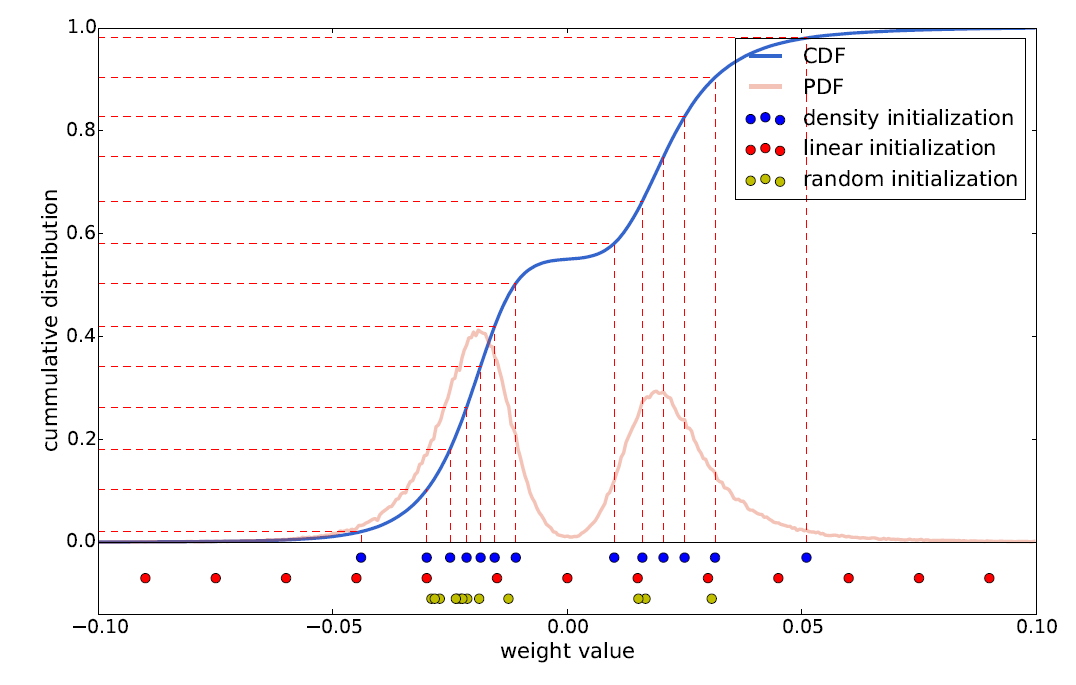 1.0
0.8
0.6
0.4
0.2
0.0
cummulative distribution
CDF
PDF
density initialization
linear initialization
random initialization
−0.10
−0.05
0.00
0.05
0.10
weight value